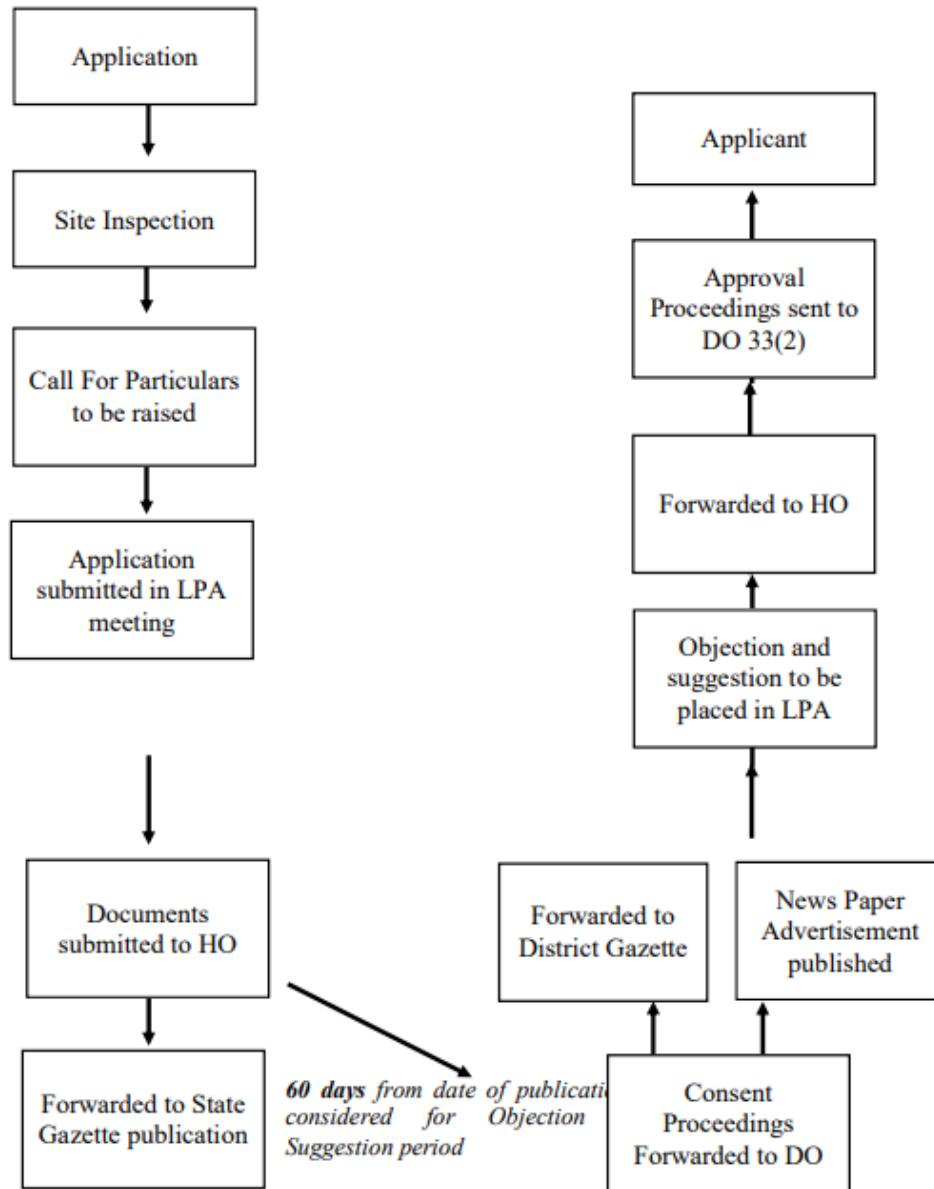 Application
Site Inspection
Call For Particulars
to be raised
Application
submitted in LPA
meeting
Documents
submitted to HO
Forwarded to State
Gazette publication
60 days from date of
considered for Objection
Suggestion period
Consent
Proceedings
Forwarded to DO
Forwarded to
District Gazette
News Paper
Advertisement
published
Objection and
suggestion to be
placed in LPA
Forwarded to HO
Approval
Proceedings sent to
DO 33(2)
Applicant